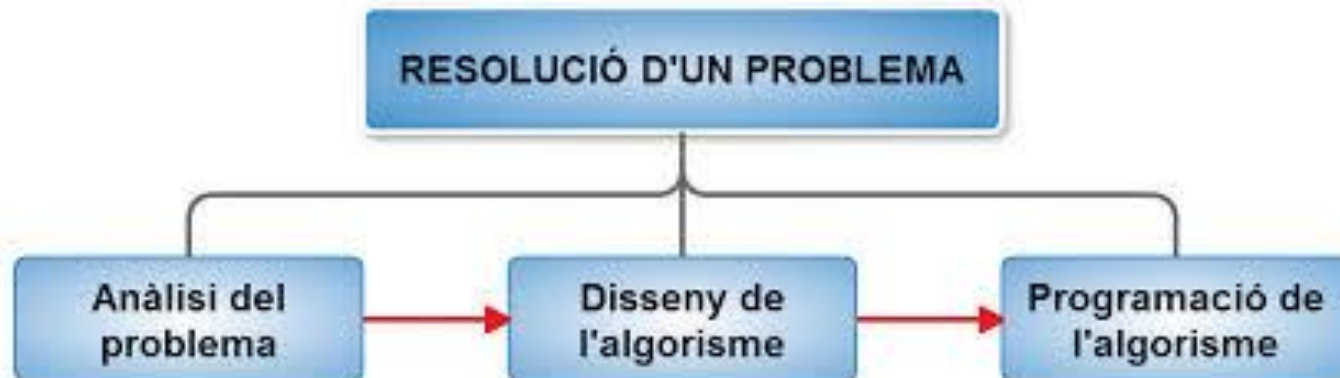 RESOLUCIÓ D'UN PROBLEMA
Anàlisi del
problema
Disseny de
l'algorisme
Programació de
l'algorisme